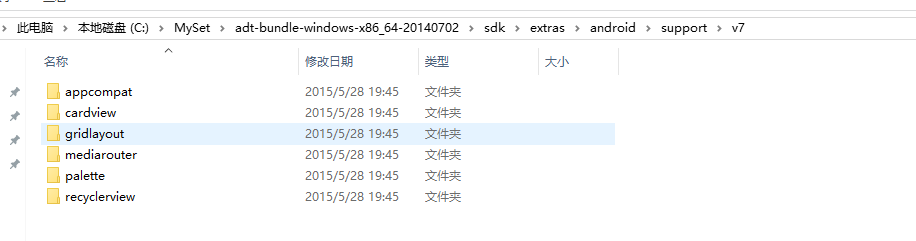 此电脑 > 本地磁盘 (C:) > MySet > adt-bundle-windows-x86_64-20140702 > sdk > extras > android > support > v7
名称 修改日期 类型 大小
appcompat 2015/5/28 19:45 文件夹
cardview 2015/5/28 19:45 文件夹
gridlayout 2015/5/28 19:45 文件夹
mediarouter 2015/5/28 19:45 文件夹
palette 2015/5/28 19:45 文件夹
recyclerview 2015/5/28 19:45 文件夹